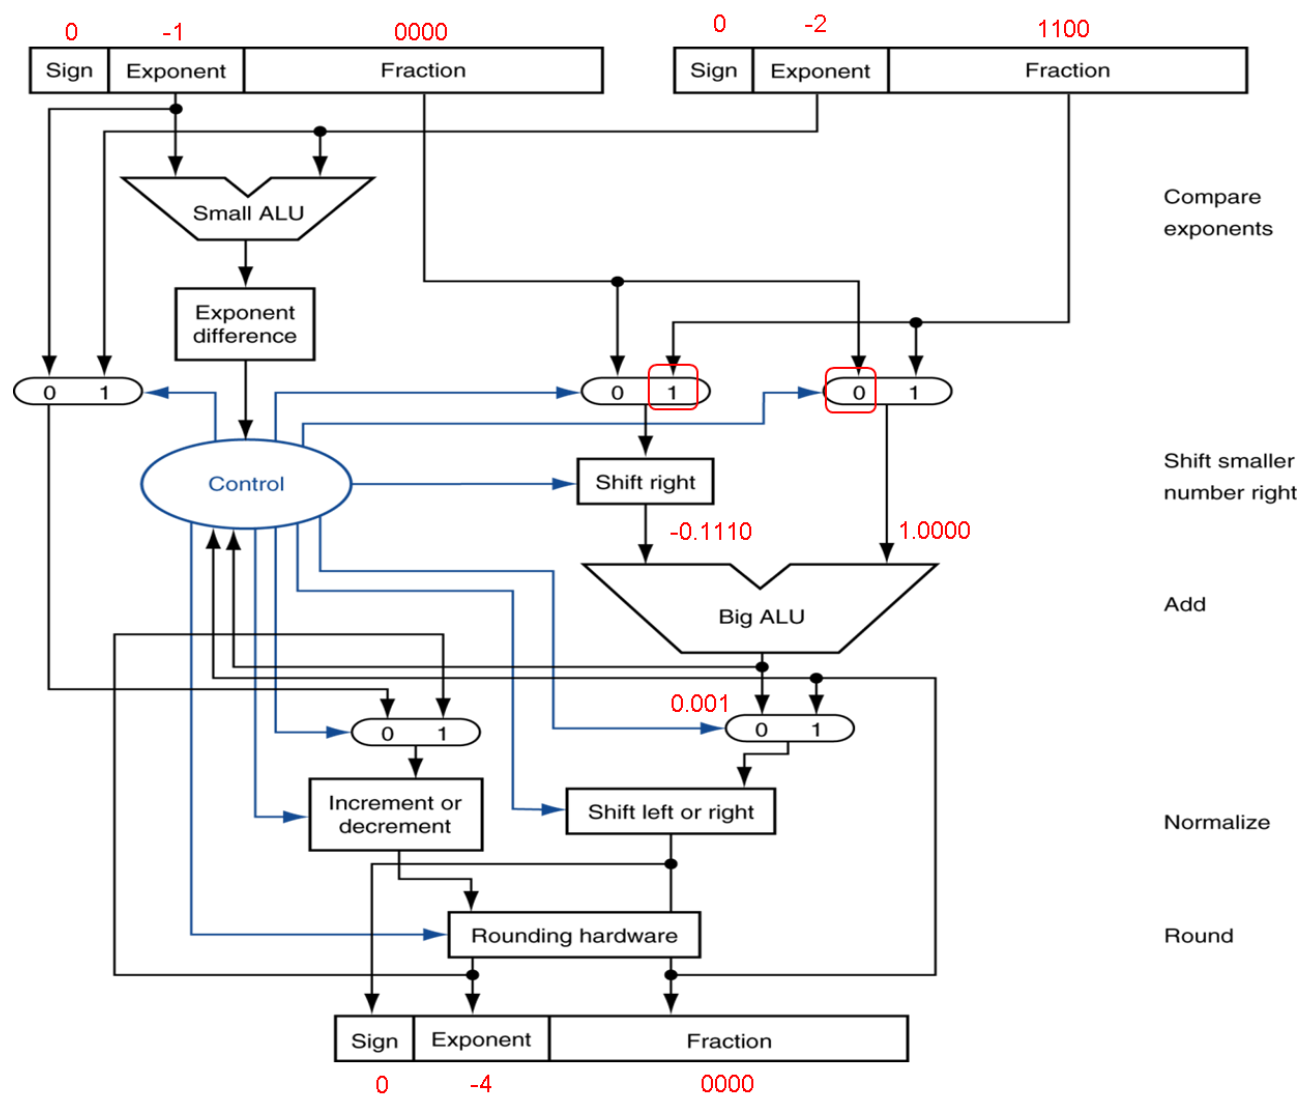 0 -1 0000 0 -2 1100
Sign Exponent Fraction Sign Exponent Fraction
Small ALU
Compare
exponents
Exponent
difference
0 1 0 1 0 1
Control
Shift right
Shift smaller
number right
-0.1110 1.0000
Big ALU
Add
0.001
0 1 0 1
Increment or
decrement
Shift left or right
Normalize
Rounding hardware
Round
Sign Exponent Fraction
0 -4 0000